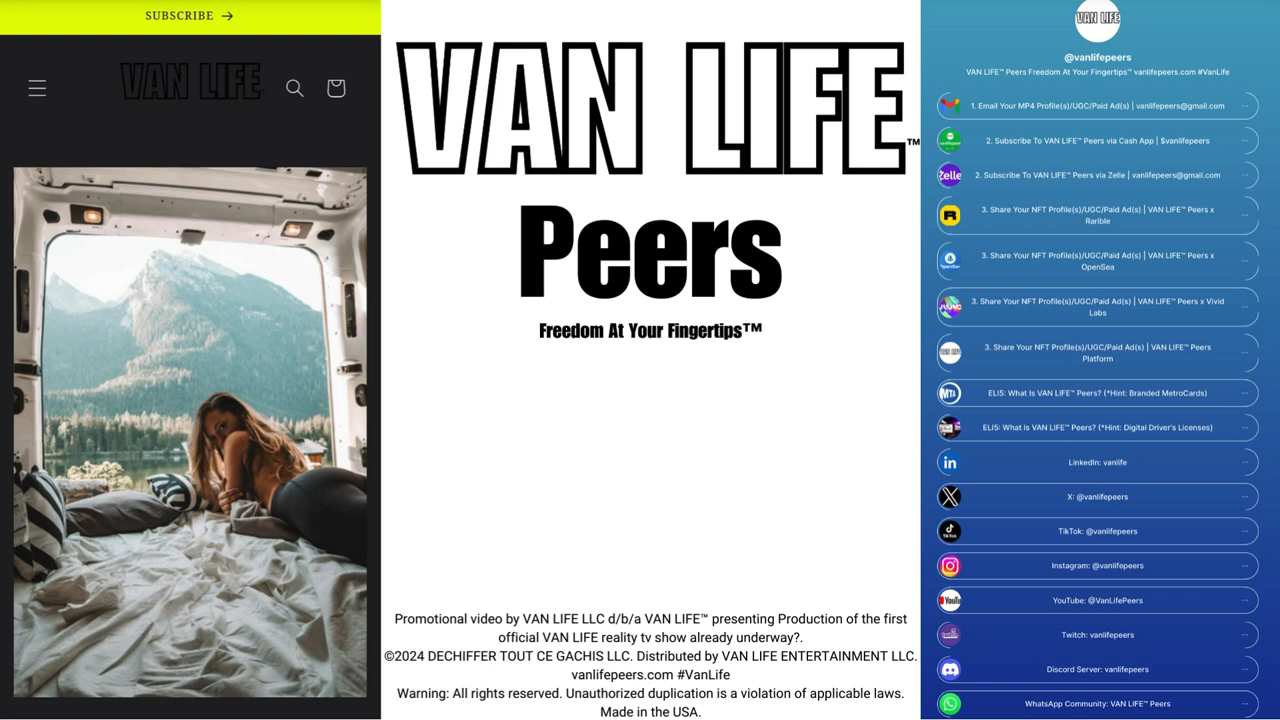 SUBSCRIBE →
VAN LIFE
VAN LIFE™
Peers
Freedom At Your Fingertips™
Promotional video by VAN LIFE LLC d/b/a VAN LIFE™ presenting Production of the first
official VAN LIFE reality tv show already underway?.
©2024 DECHIFFER TOUT CE GACHIS LLC. Distributed by VAN LIFE ENTERTAINMENT LLC.
vanlifepeers.com #VanLife
Warning: All rights reserved. Unauthorized duplication is a violation of applicable laws.
Made in the USA.
VAN LIFE
@vanlifepeers
VAN LIFE™ Peers Freedom At Your Fingertips™ vanlifepeers.com #VanLife
1. Email Your MP4 Profile(s)/UGC/Paid Ad(s) | vanlifepeers@gmail.com
2. Subscribe To VAN LIFE™ Peers via Cash App | $vanlifepeers
Zelle
2. Subscribe To VAN LIFE™ Peers via Zelle | vanlifepeers@gmail.com
R
3. Share Your NFT Profile(s)/UGC/Paid Ad(s) | VAN LIFE™ Peers x
Rarible
OpenSea
3. Share Your NFT Profile(s)/UGC/Paid Ad(s) | VAN LIFE™ Peers x
OpenSea
3. Share Your NFT Profile(s)/UGC/Paid Ad(s) | VAN LIFE™ Peers x Vivid
Labs
VAN LIFE
3. Share Your NFT Profile(s)/UGC/Paid Ad(s) | VAN LIFE™ Peers
Platform
MTA
ELI5: What Is VAN LIFE™ Peers? (*Hint: Branded MetroCards)
ELI5: What Is VAN LIFE™ Peers? (*Hint: Digital Driver's Licenses)
in
LinkedIn: vanlife
X: @vanlifepeers
TikTok
TikTok: @vanlifepeers
Instagram: @vanlifepeers
YouTu
YouTube: @VanLifePeers
Twitch: vanlifepeers
Discord Server: vanlifepeers
WhatsApp Community: VAN LIFE™ Peers